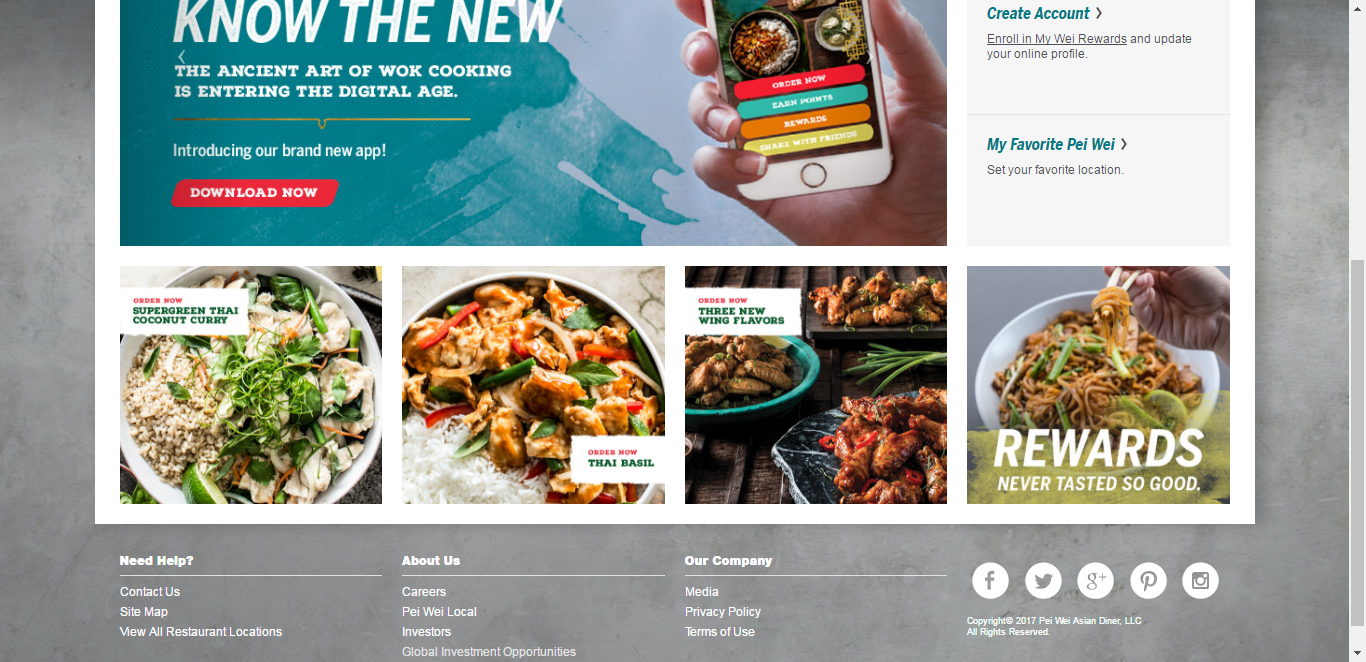 KNOW THE NEW
THE ANCIENT ART OF WOK COOKING
IS ENTERING THE DIGITAL AGE.
Introducing our brand new app!
DOWNLOAD NOW
ORDER NOW
EARN POINTS
REWARDS
SHARE WITH FRIENDS
Create Account
Enroll in My Wei Rewards and update
your online profile.
My Favorite Pei Wei
Set your favorite location.
ORDER NOW
SUPERGREEN THAI
COCONUT CURRY
ORDER NOW
THAI BASIL
ORDER NOW
THREE NEW
WING FLAVORS
REWARDS
NEVER TASTED SO GOOD.
Need Help?
Contact Us
Site Map
View All Restaurant Locations
About Us
Careers
Pei Wei Local
Investors
Global Investment Opportunities
Our Company
Media
Privacy Policy
Terms of Use
f
g+
Copyright© 2017 Pei Wei Asian Diner, LLC
All Rights Reserved.